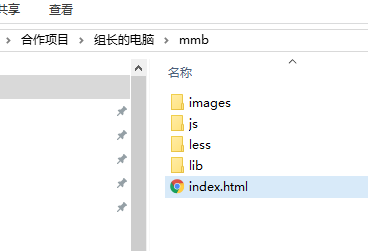 共享 查看
合作项目 > 组长的电脑 > mmb
名称
images
js
less
lib
index.html